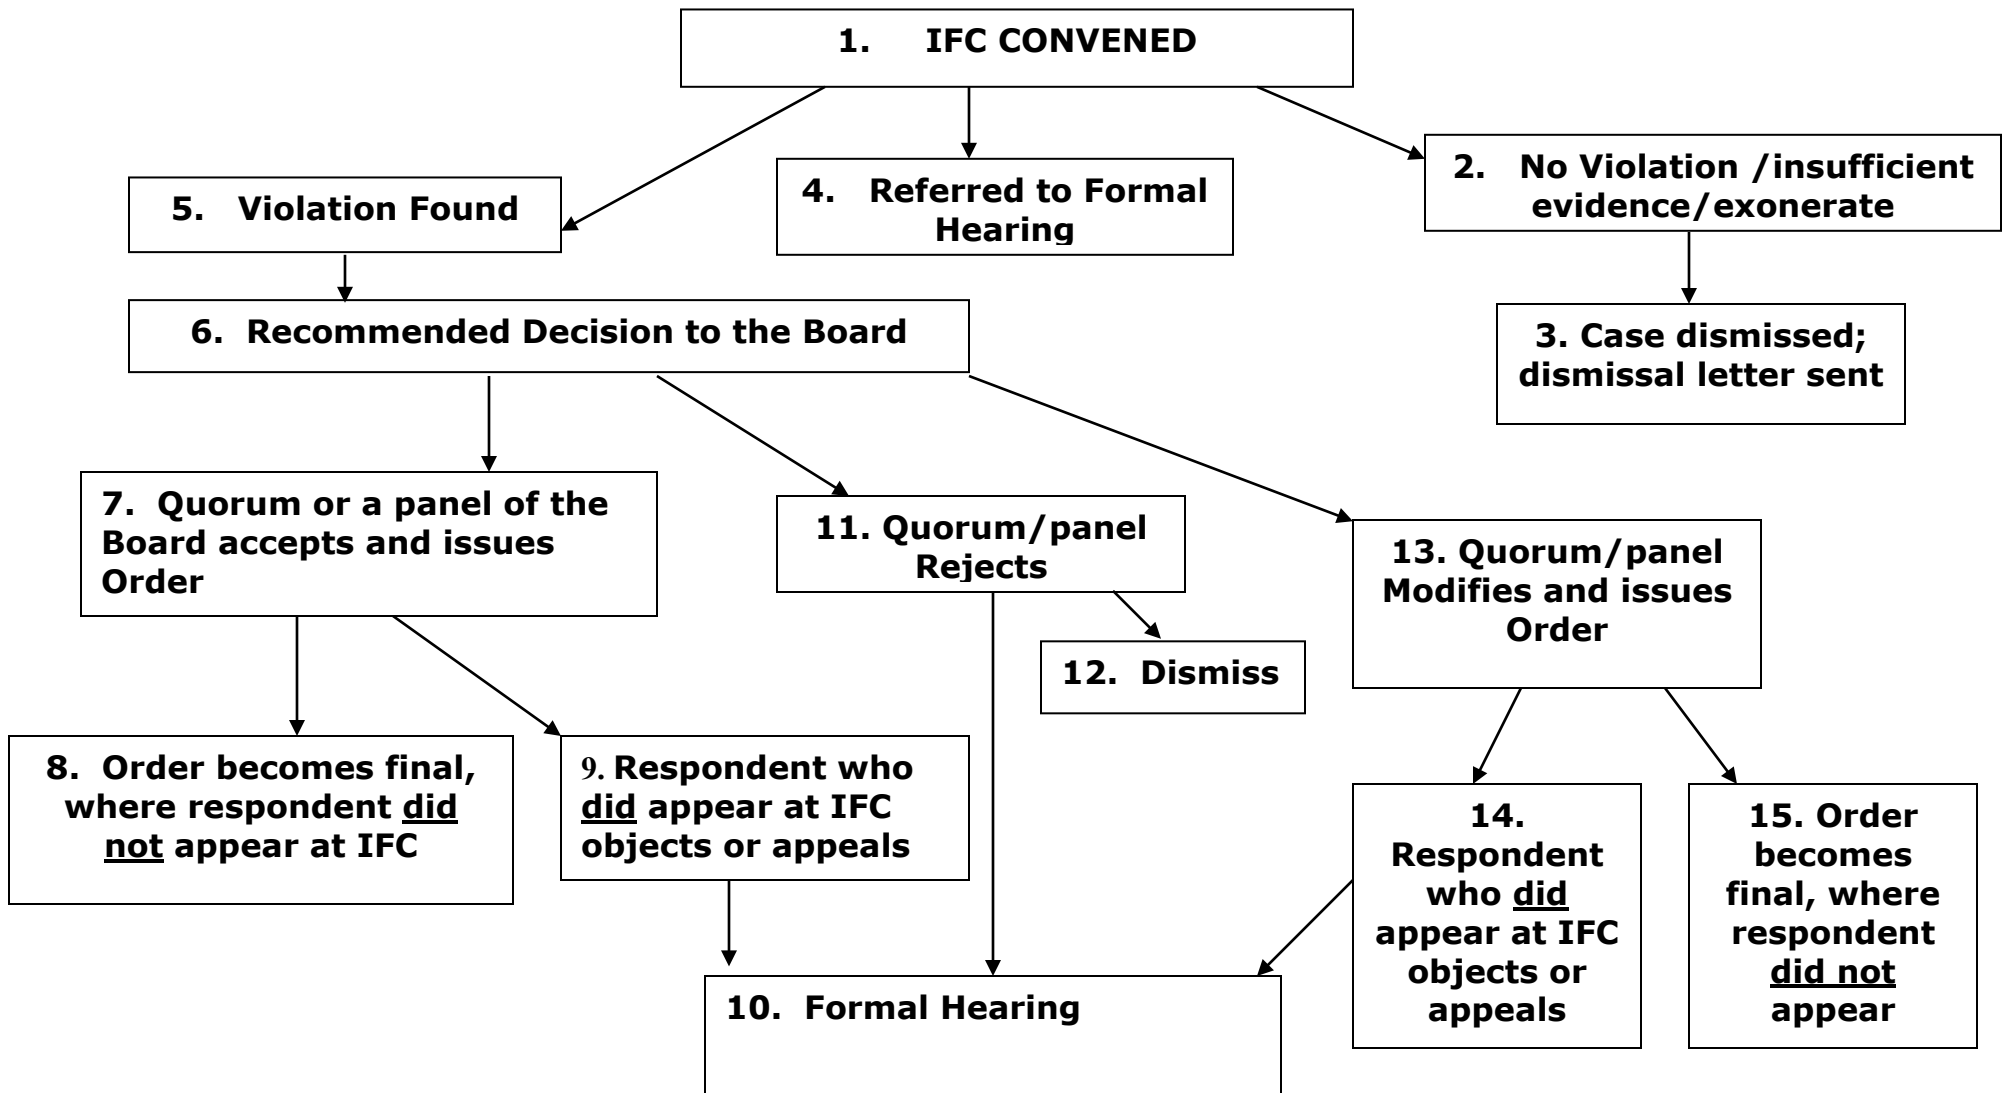 1. IFC CONVENED
2. No Violation /insufficient
evidence/exonerate
4. Referred to Formal
Hearing
5. Violation Found
6. Recommended Decision to the Board
3. Case dismissed;
dismissal letter sent
7. Quorum or a panel of the
Board accepts and issues
Order
11. Quorum/panel
Rejects
13. Quorum/panel
Modifies and issues
Order
12. Dismiss
8. Order becomes final,
where respondent did
not appear at IFC
9. Respondent who
did appear at IFC
objects or appeals
14.
Respondent
who did
appear at IFC
objects or
appeals
15. Order
becomes
final, where
respondent
did not
appear
10. Formal Hearing